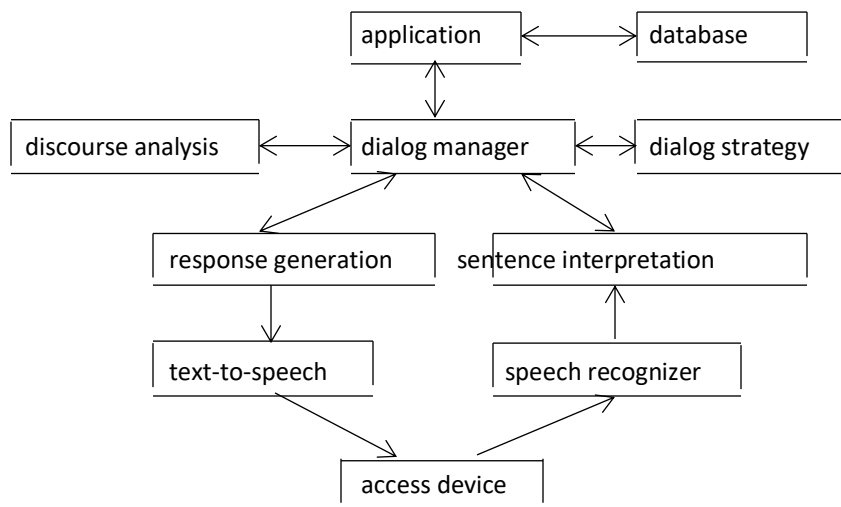 application
database
discourse analysis
dialog manager
dialog strategy
response generation
sentence interpretation
text-to-speech
speech recognizer
access device